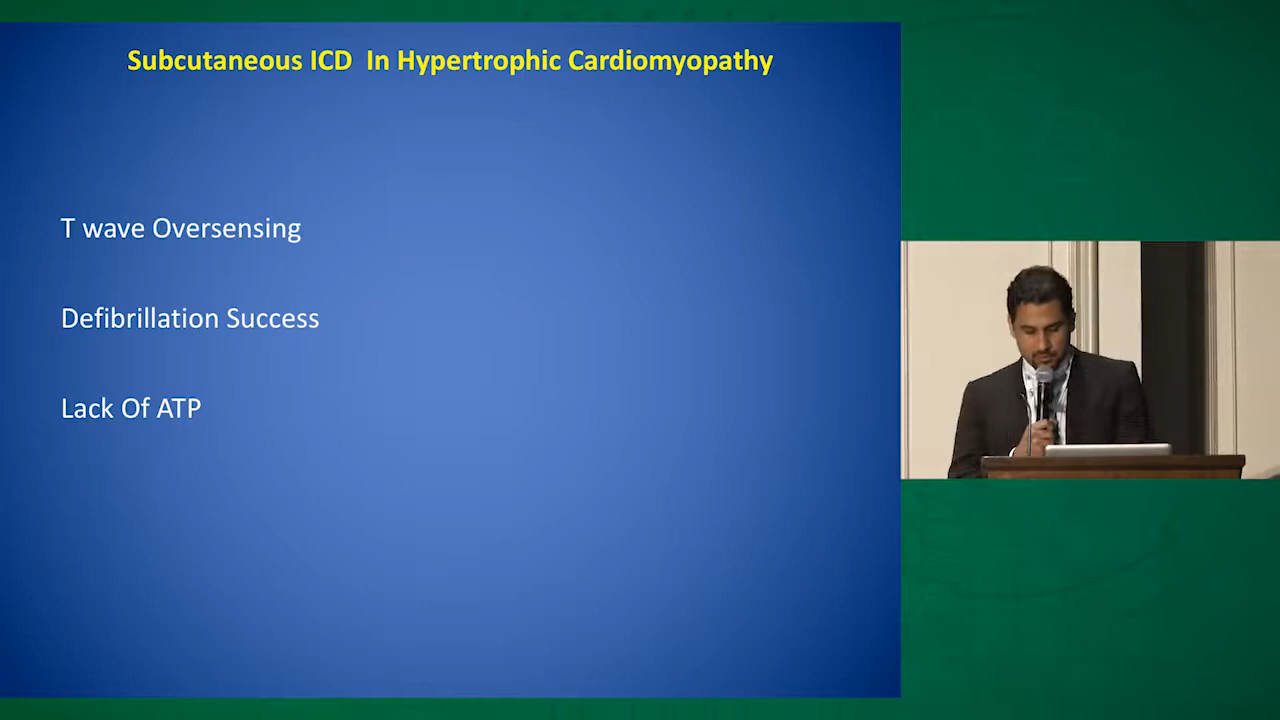 Subcutaneous ICD In Hypertrophic Cardiomyopathy
T wave Oversensing
Defibrillation Success
Lack Of ATP